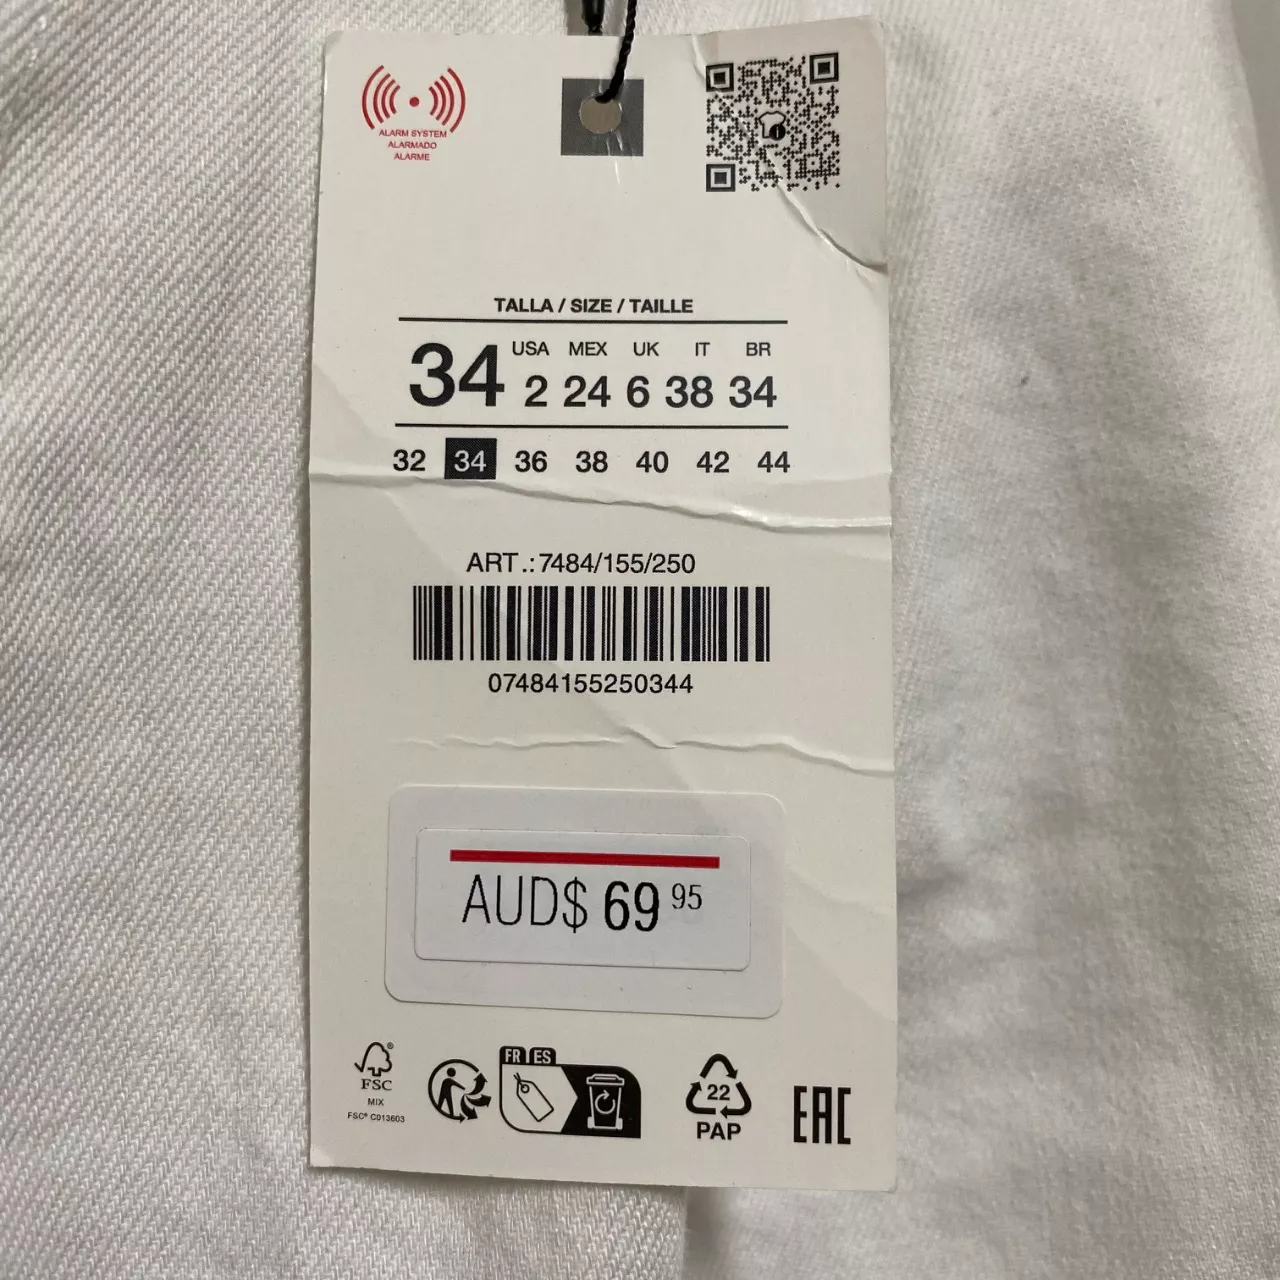 ALARM SYSTEM
ALARMADO
ALARME
TALLA / SIZE / TAILLE
USA MEX UK IT BR
34 2 24 6 38 34
32 34 36 38 40 42 44
ART.: 7484/155/250
07484155250344
AUD$ 69 95
FR ES
FSC
MIX
FSC® C013603
22
PAP
EAC